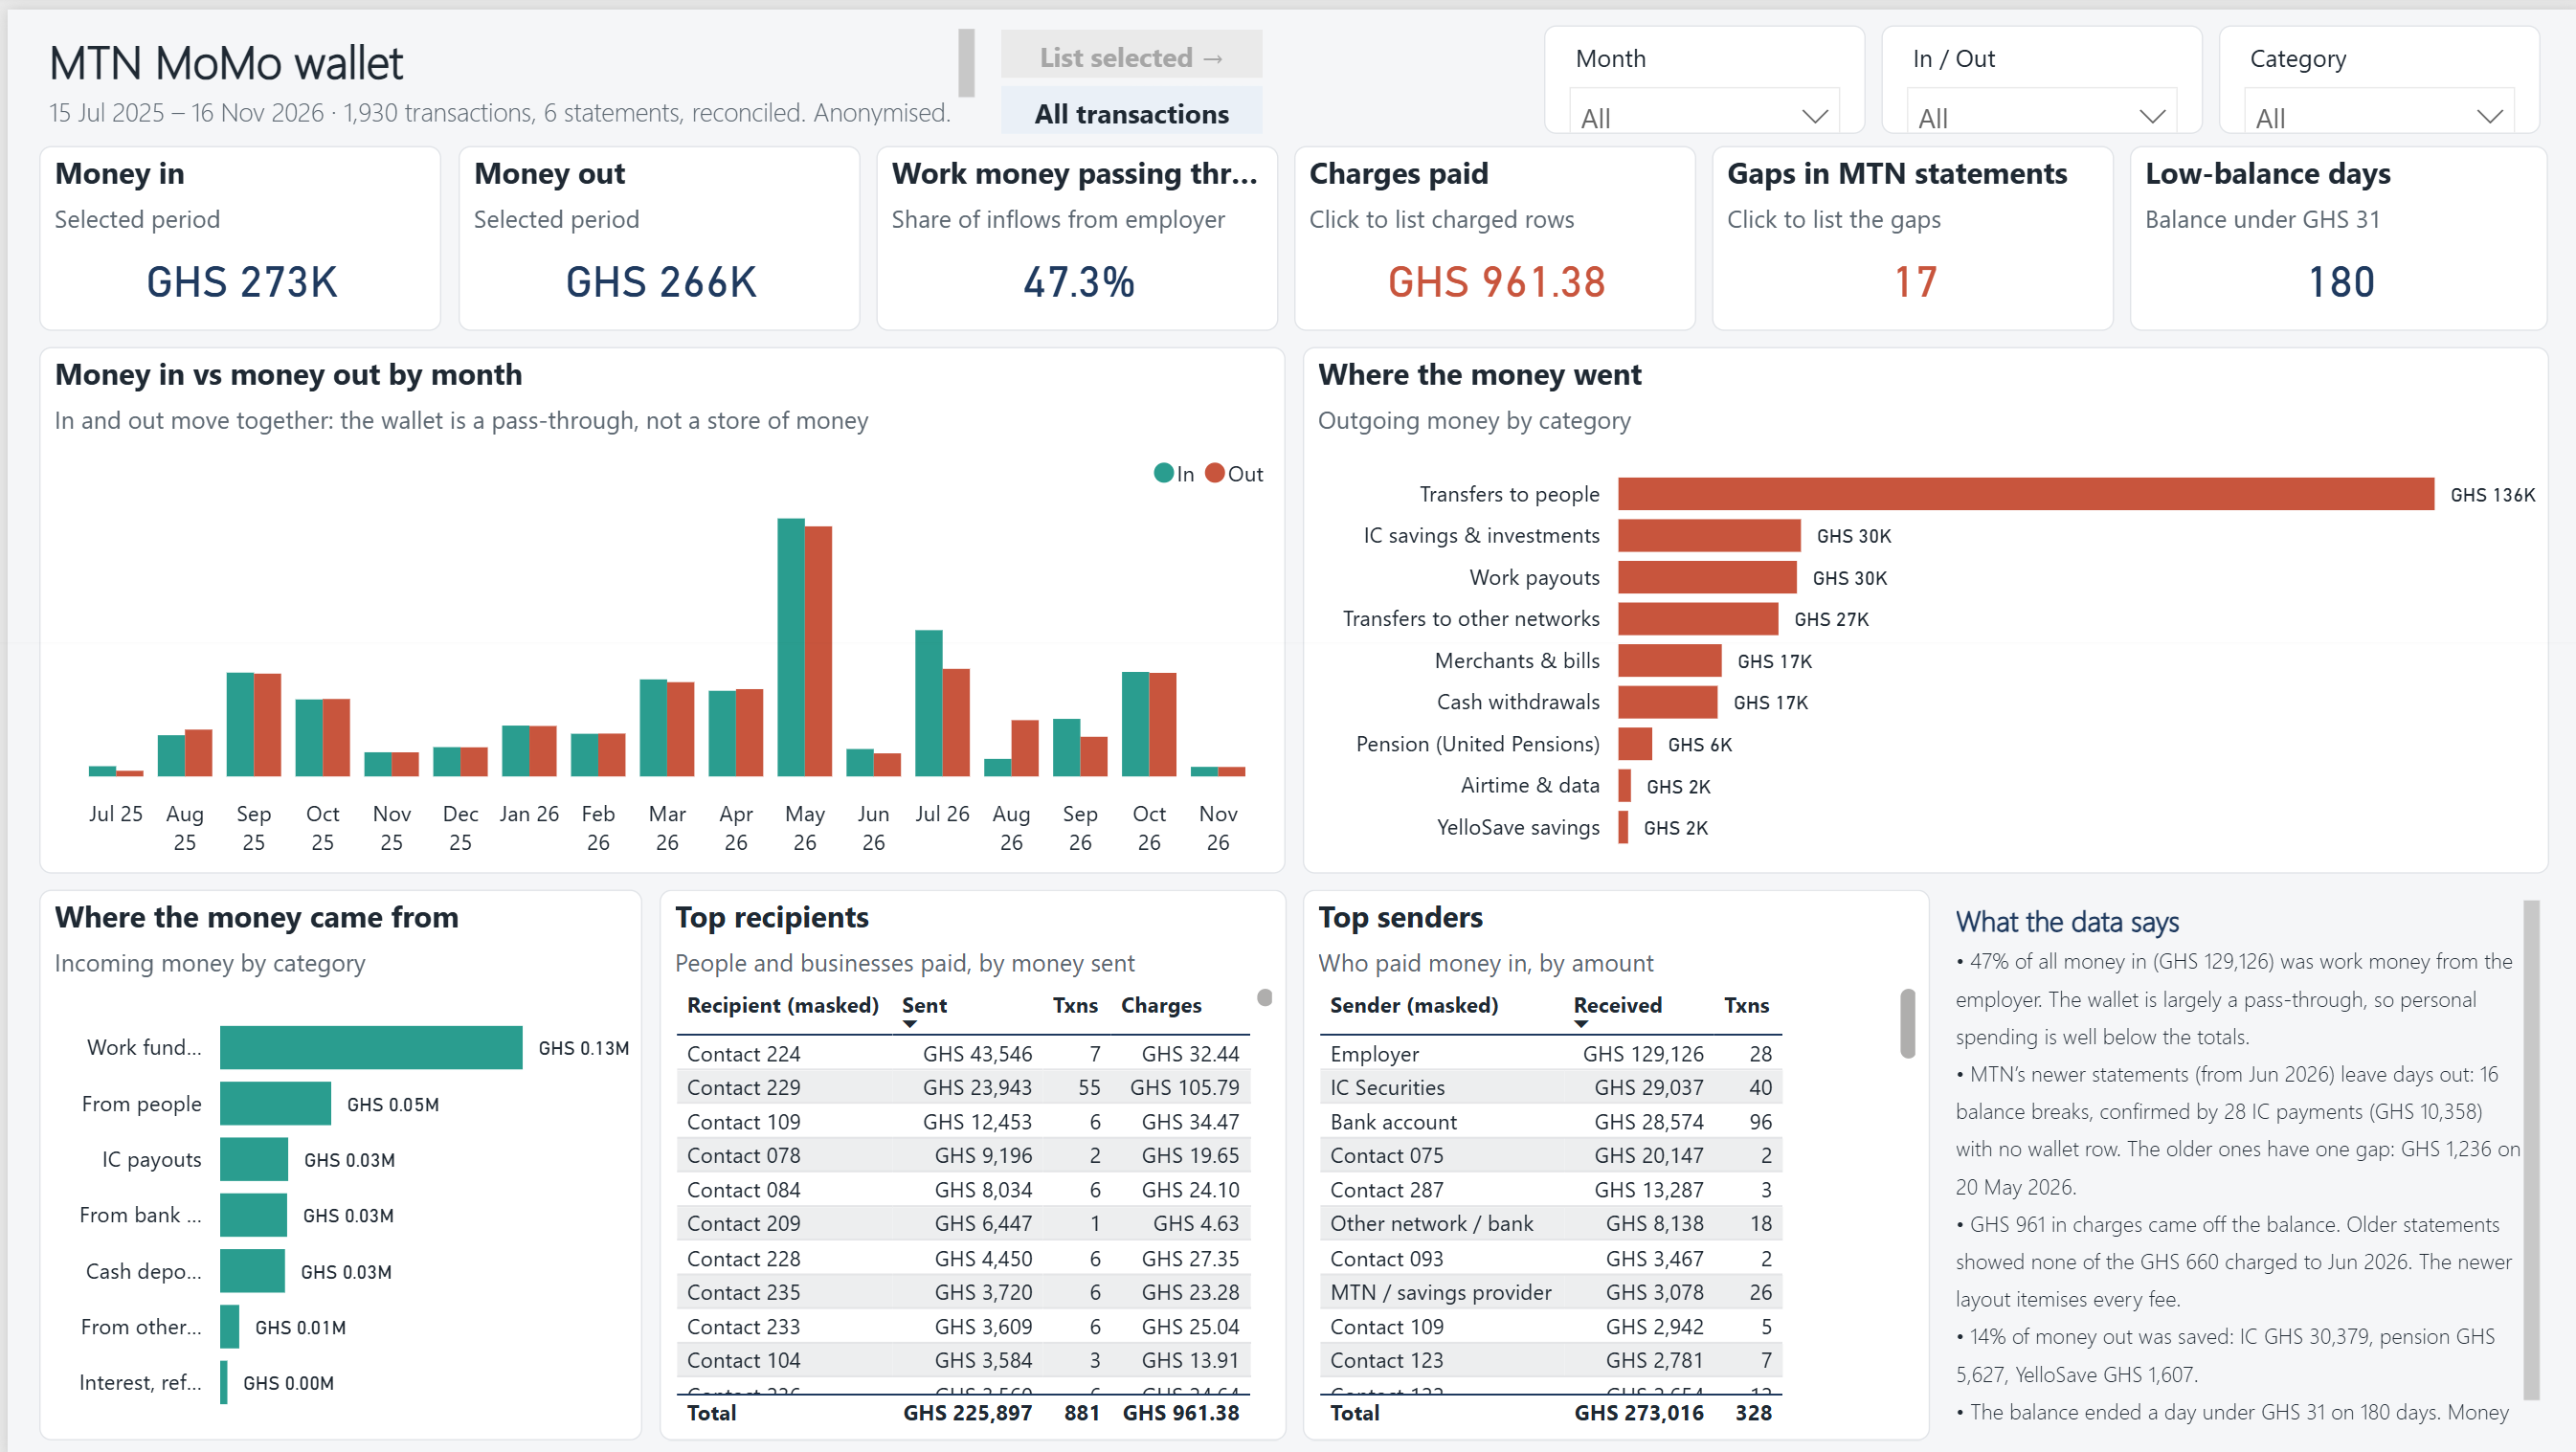 MTN MoMo wallet
15 Jul 2025 – 16 Nov 2026 · 1,930 transactions, 6 statements, reconciled. Anonymised.
List selected →
All transactions
Month
All
In / Out
All
Category
All
Money in
Selected period
GHS 273K
Money out
Selected period
GHS 266K
Work money passing thr...
Share of inflows from employer
47.3%
Charges paid
Click to list charged rows
GHS 961.38
Gaps in MTN statements
Click to list the gaps
17
Low-balance days
Balance under GHS 31
180
Money in vs money out by month
In and out move together: the wallet is a pass-through, not a store of money
In Out
Jul 25 Aug 25 Sep 25 Oct 25 Nov 25 Dec 25 Jan 26 Feb 26 Mar 26 Apr 26 May 26 Jun 26 Jul 26 Aug 26 Sep 26 Oct 26 Nov 26
Where the money went
Outgoing money by category
Transfers to people GHS 136K
IC savings & investments GHS 30K
Work payouts GHS 30K
Transfers to other networks GHS 27K
Merchants & bills GHS 17K
Cash withdrawals GHS 17K
Pension (United Pensions) GHS 6K
Airtime & data GHS 2K
YelloSave savings GHS 2K
Where the money came from
Incoming money by category
Work fund... GHS 0.13M
From people GHS 0.05M
IC payouts GHS 0.03M
From bank ... GHS 0.03M
Cash depo... GHS 0.03M
From other... GHS 0.01M
Interest, ref... GHS 0.00M
Top recipients
People and businesses paid, by money sent
Recipient (masked) Sent Txns Charges
Contact 224 GHS 43,546 7 GHS 32.44
Contact 229 GHS 23,943 55 GHS 105.79
Contact 109 GHS 12,453 6 GHS 34.47
Contact 078 GHS 9,196 2 GHS 19.65
Contact 084 GHS 8,034 6 GHS 24.10
Contact 209 GHS 6,447 1 GHS 4.63
Contact 228 GHS 4,450 6 GHS 27.35
Contact 235 GHS 3,720 6 GHS 23.28
Contact 233 GHS 3,609 6 GHS 25.04
Contact 104 GHS 3,584 3 GHS 13.91
Total GHS 225,897 881 GHS 961.38
Top senders
Who paid money in, by amount
Sender (masked) Received Txns
Employer GHS 129,126 28
IC Securities GHS 29,037 40
Bank account GHS 28,574 96
Contact 075 GHS 20,147 2
Contact 287 GHS 13,287 3
Other network / bank GHS 8,138 18
Contact 093 GHS 3,467 2
MTN / savings provider GHS 3,078 26
Contact 109 GHS 2,942 5
Contact 123 GHS 2,781 7
Total GHS 273,016 328
What the data says
• 47% of all money in (GHS 129,126) was work money from the
employer. The wallet is largely a pass-through, so personal
spending is well below the totals.
• MTN’s newer statements (from Jun 2026) leave days out: 16
balance breaks, confirmed by 28 IC payments (GHS 10,358)
with no wallet row. The older ones have one gap: GHS 1,236 on
20 May 2026.
• GHS 961 in charges came off the balance. Older statements
showed none of the GHS 660 charged to Jun 2026. The newer
layout itemises every fee.
• 14% of money out was saved: IC GHS 30,379, pension GHS
5,627, YelloSave GHS 1,607.
• The balance ended a day under GHS 31 on 180 days. Money